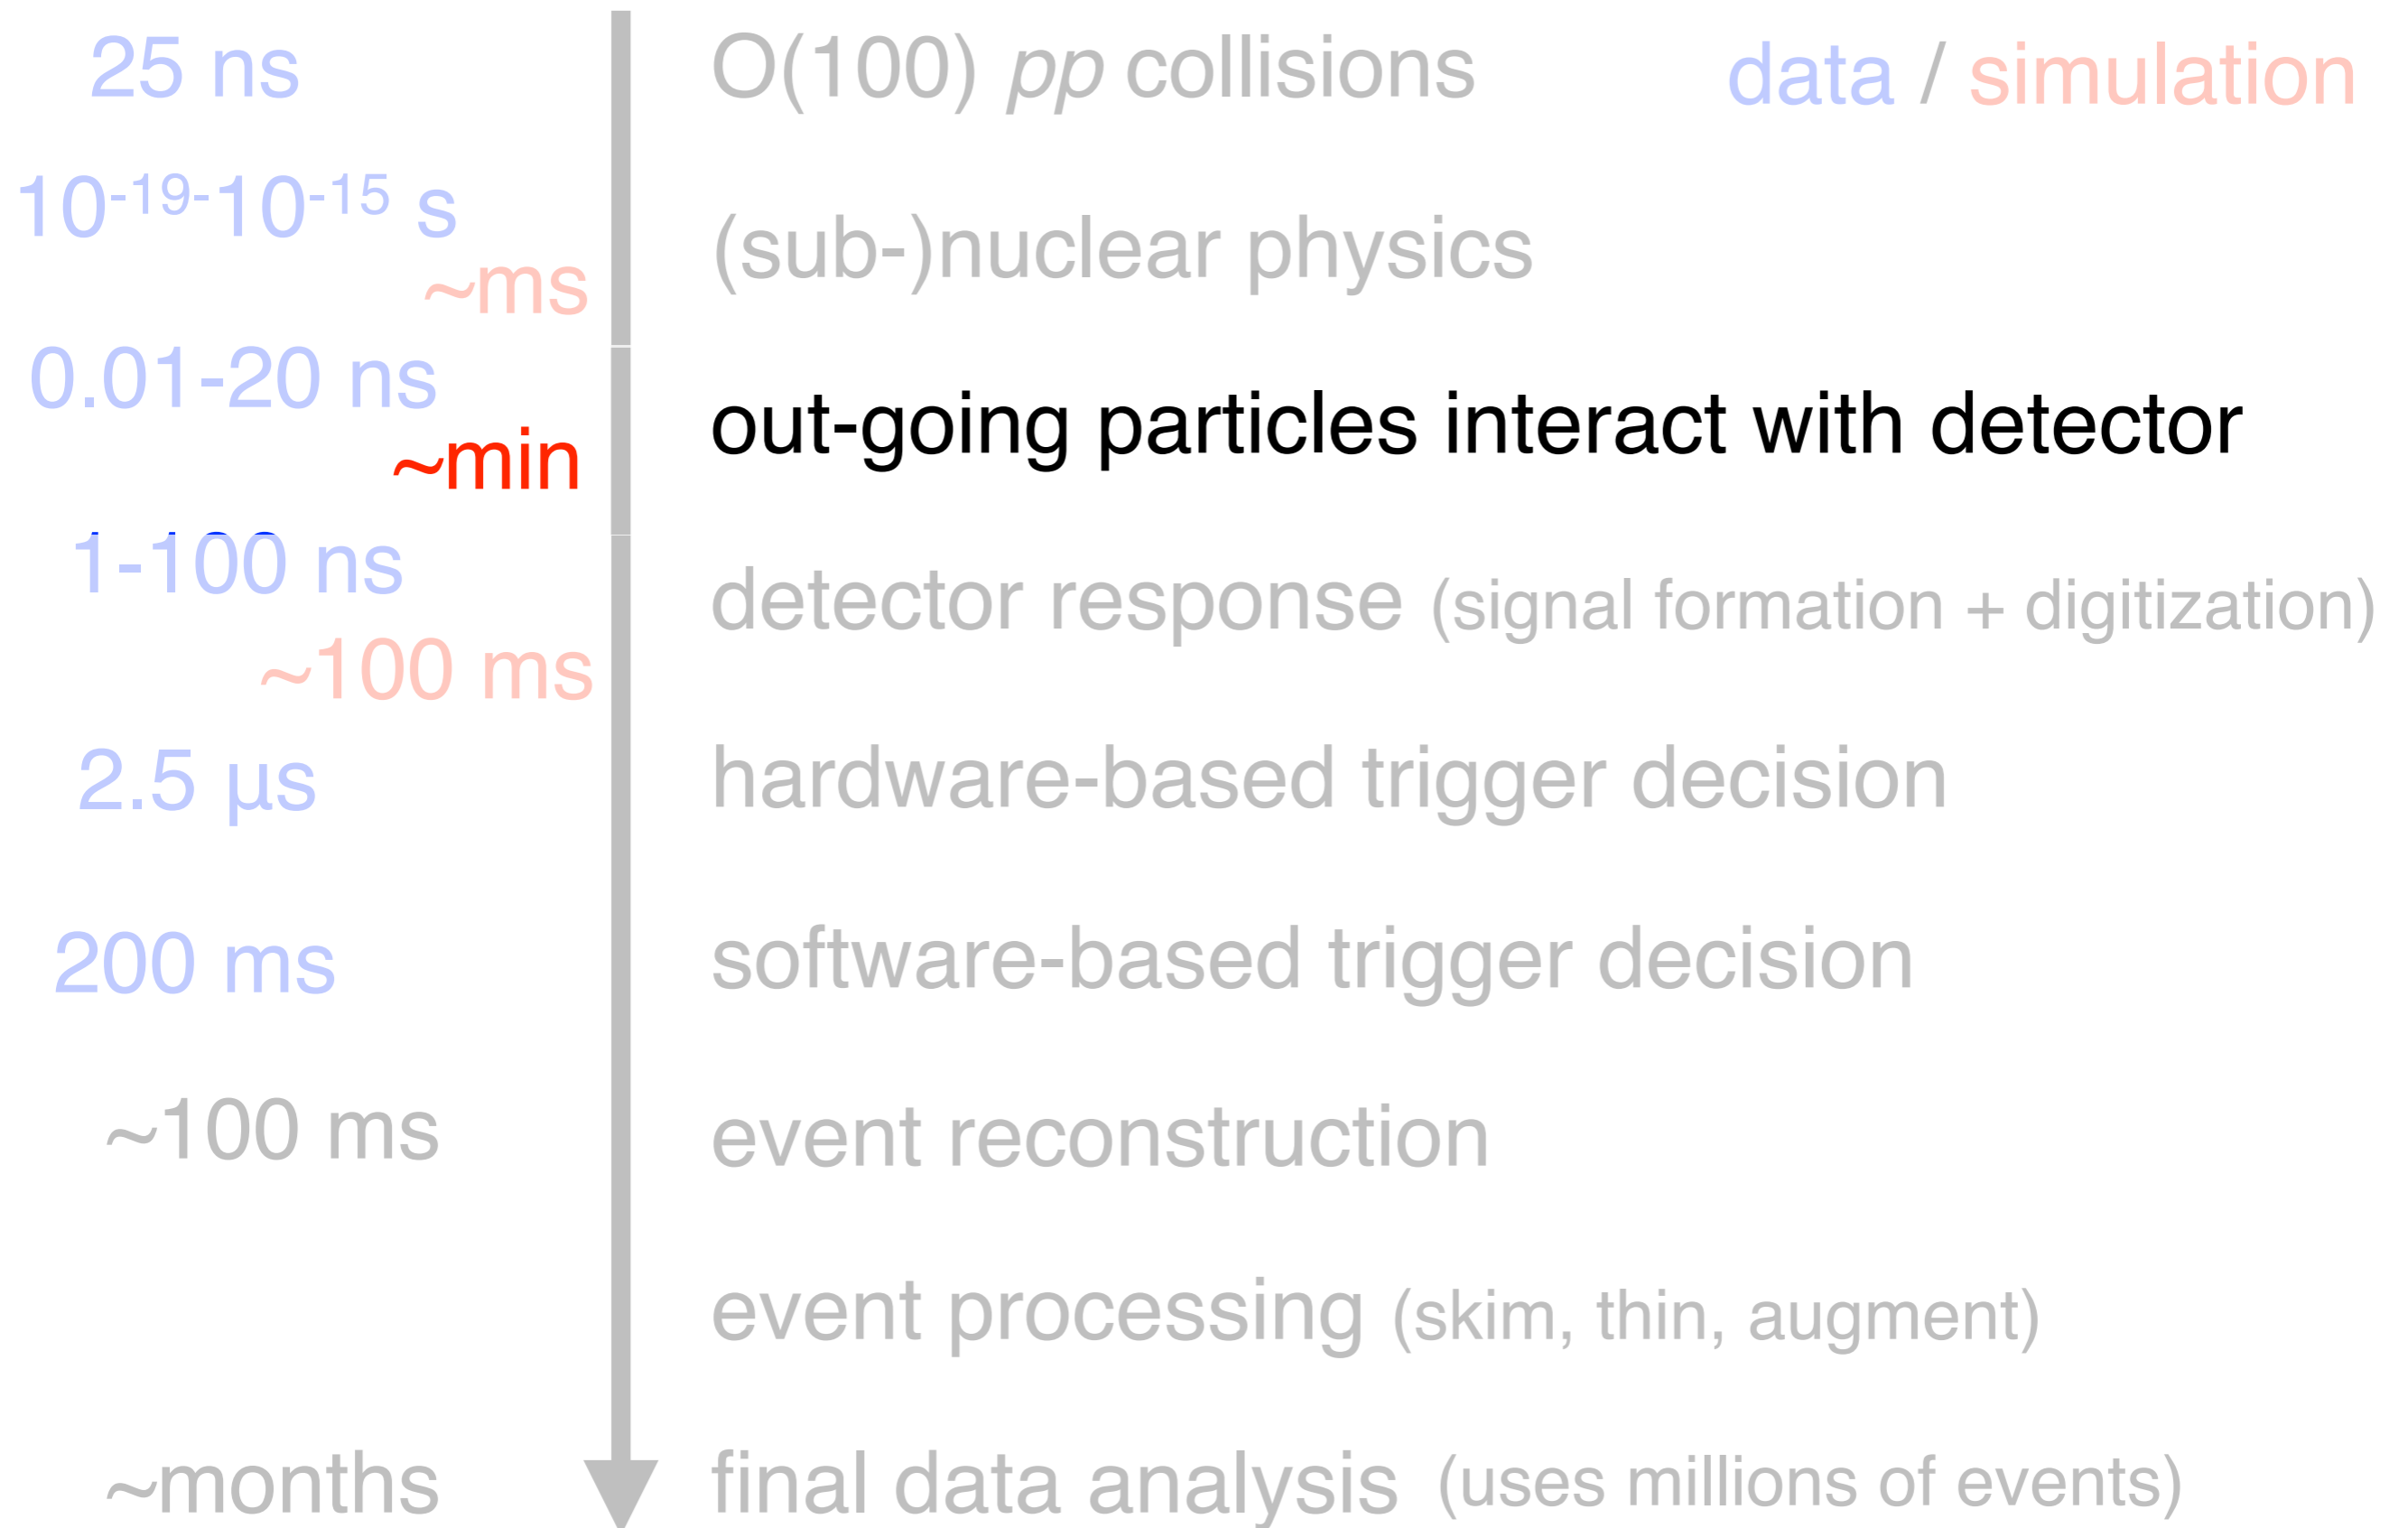 25 ns O(100) pp collisions data / simulation
10⁻¹⁹-10⁻¹⁵ s
(sub-)nuclear physics
~ms
0.01-20 ns
out-going particles interact with detector
~min
1-100 ns
detector response (signal formation + digitization)
~100 ms
2.5 µs hardware-based trigger decision
200 ms software-based trigger decision
~100 ms event reconstruction
event processing (skim, thin, augment)
~months final data analysis (uses millions of events)